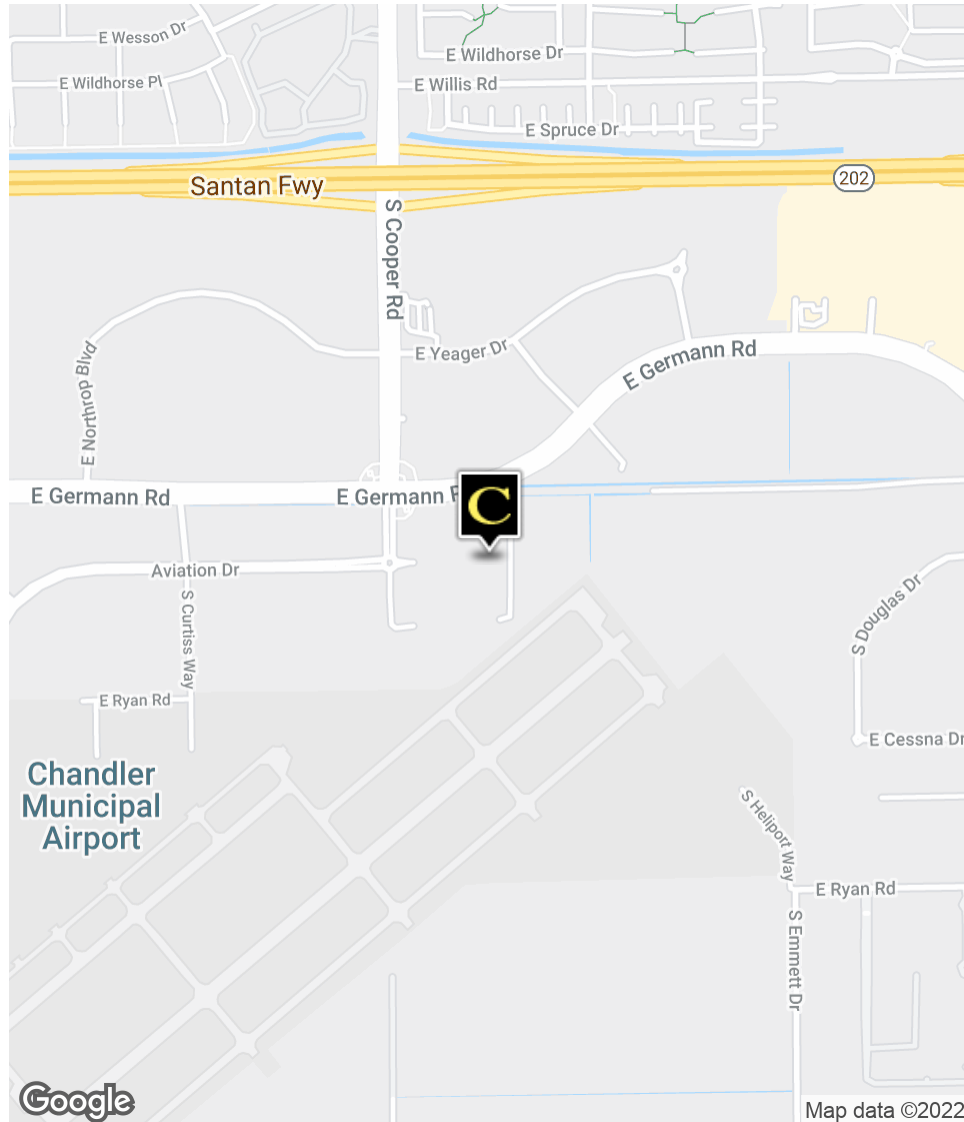 E Wesson Dr
E Wildhorse Dr
E Wildhorse Pl
E Willis Rd
E Spruce Dr
Santan Fwy
202
S Cooper Rd
E Yeager Dr
E Germann Rd
E Northrop Blvd
E Germann Rd
E Germann R
C
Aviation Dr
S Curtiss Way
S Douglas Dr
E Ryan Rd
E Cessna Dr
Chandler
Municipal
Airport
S Heliport Way
E Ryan Rd
S Emmett Dr
Google
Map data ©2022